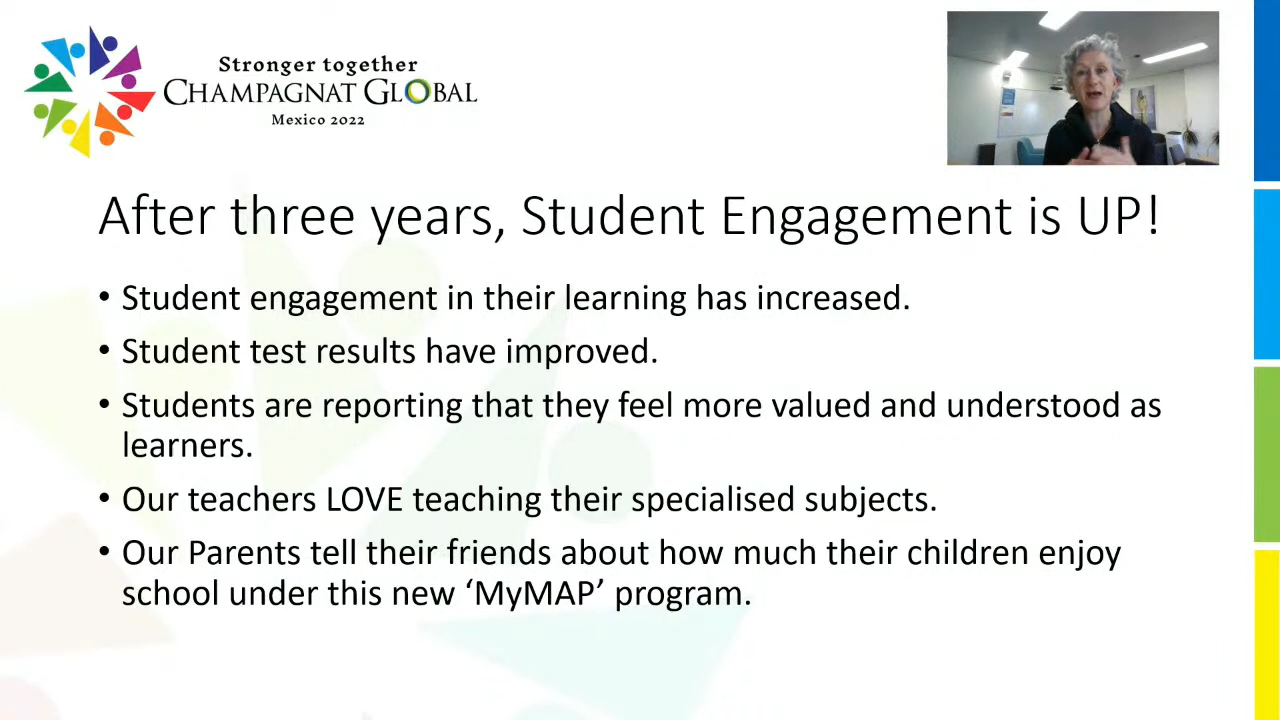 Stronger together
CHAMPAGNAT GLOBAL
Mexico 2022
After three years, Student Engagement is UP!
• Student engagement in their learning has increased.
• Student test results have improved.
• Students are reporting that they feel more valued and understood as
learners.
• Our teachers LOVE teaching their specialised subjects.
• Our Parents tell their friends about how much their children enjoy
school under this new ‘MyMAP’ program.